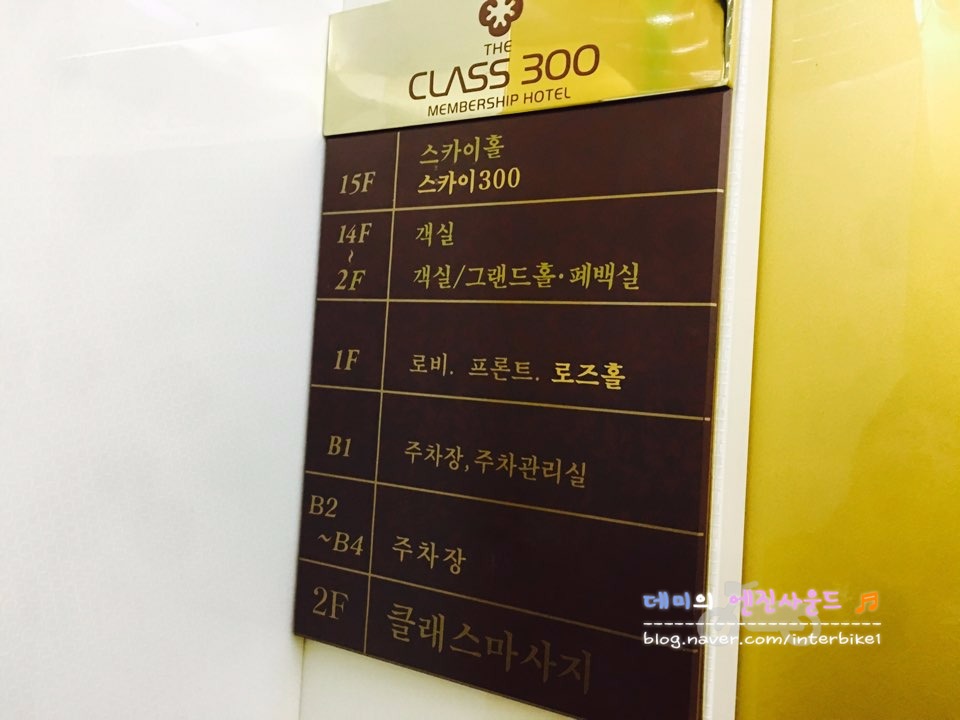 THE
CLASS 300
MEMBERSHIP HOTEL
스카이홀
15F 스카이300
14F 객실
~
2F 객실/그랜드홀·폐백실
1F 로비. 프론트. 로즈홀
B1 주차장,주차관리실
B2
~B4 주차장
2F 클래스마사지
데미의 엔진사운드 🎵
blog.naver.com/interbike1